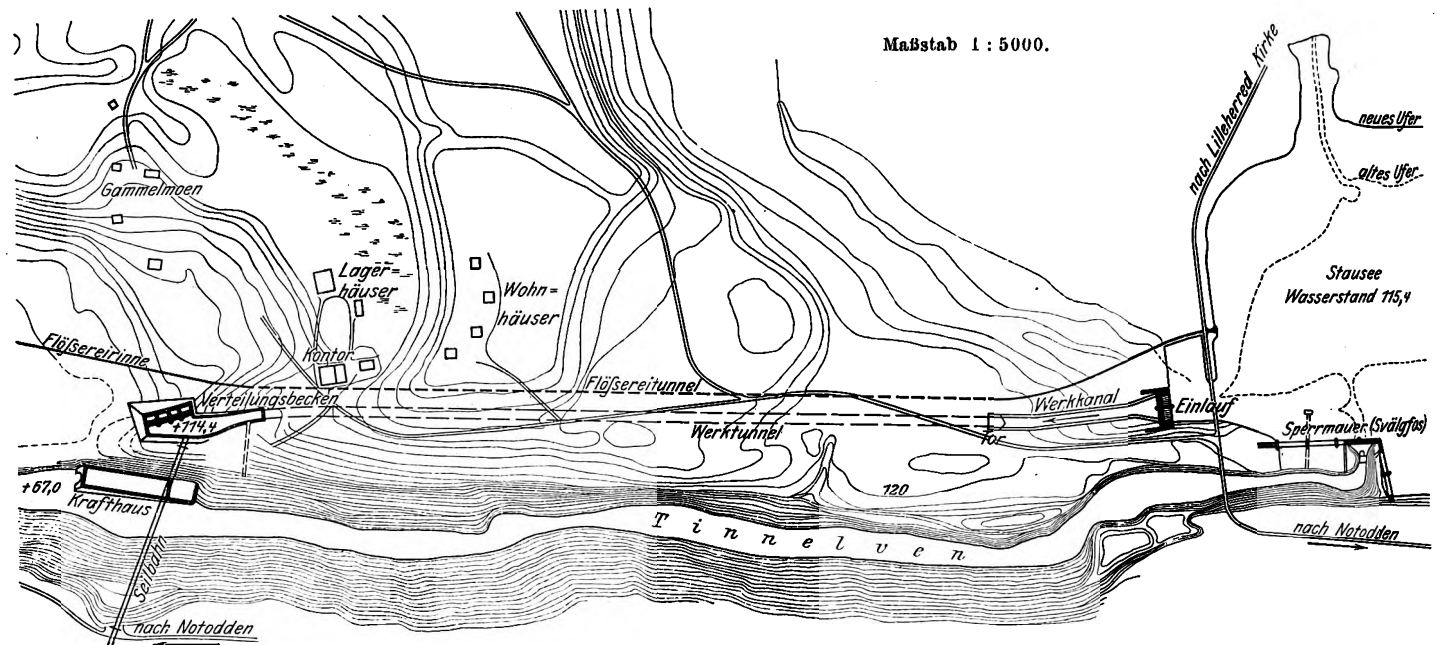 Maßstab 1 : 5000.
nach Lilleherred Kirke
neues Ufer
altes Ufer
Gammelmoen
Lager=
häuser
Wohn=
häuser
Stausee
Wasserstand 115,4
Flößereirinne
Kontor
Flößereitunnel
Verteilungsbecken
+114,4
Werkkanal
Einlauf
Werktunnel
Tor
Sperrmauer (Svälgfos)
+67,0
Krafthaus
120
Tinnelven
nach Notodden
Seilbahn
nach Notodden